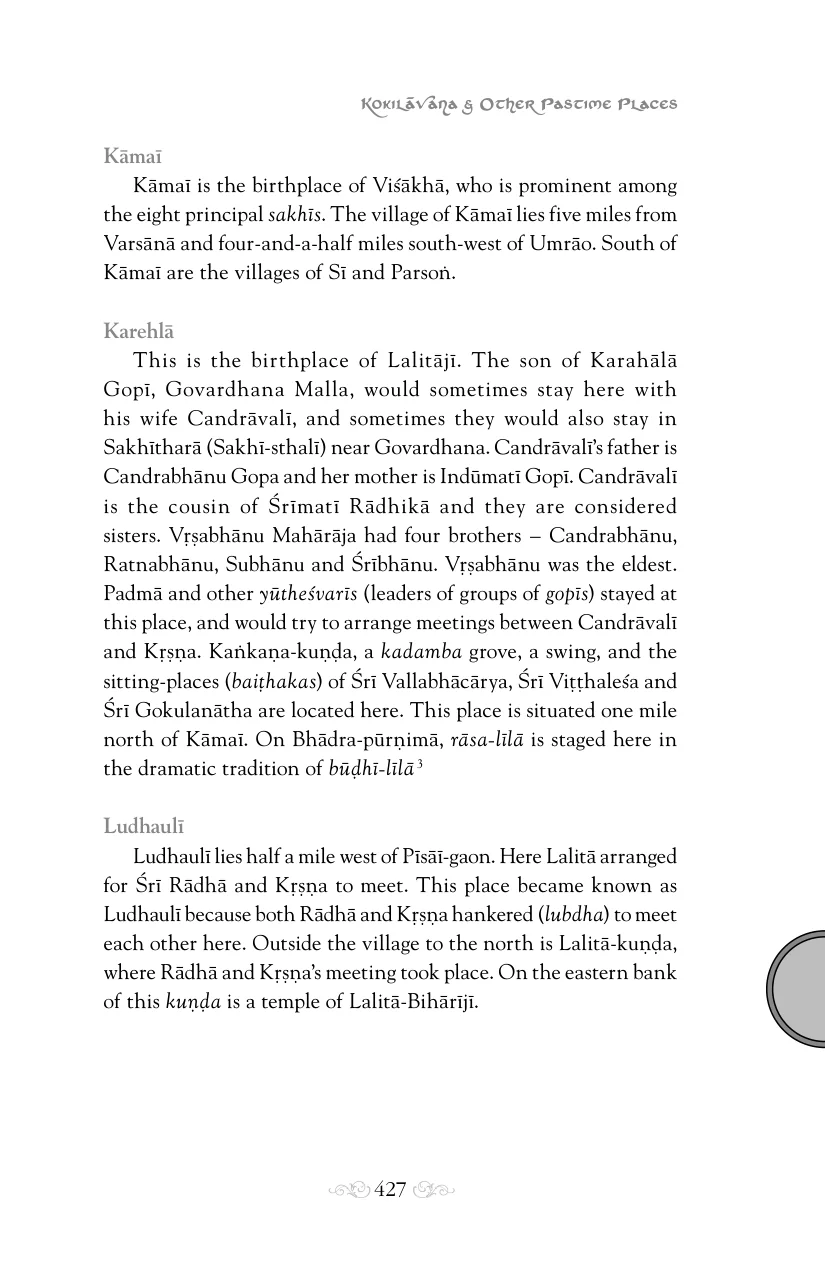 Kokilāvaṇa & Other Pastime Places
Kāmaī
Kāmaī is the birthplace of Viśākhā, who is prominent among
the eight principal sakhīs. The village of Kāmaī lies five miles from
Varsānā and four-and-a-half miles south-west of Umrāo. South of
Kāmaī are the villages of Sī and Parsoṅ.
Karehlā
This is the birthplace of Lalitājī. The son of Karahālā
Gopī, Govardhana Malla, would sometimes stay here with
his wife Candrāvalī, and sometimes they would also stay in
Sakhītharā (Sakhī-sthalī) near Govardhana. Candrāvalī’s father is
Candrabhānu Gopa and her mother is Indūmatī Gopī. Candrāvalī
is the cousin of Śrīmatī Rādhikā and they are considered
sisters. Vṛṣabhānu Mahārāja had four brothers – Candrabhānu,
Ratnabhānu, Subhānu and Śrībhānu. Vṛṣabhānu was the eldest.
Padmā and other yūtheśvarīs (leaders of groups of gopīs) stayed at
this place, and would try to arrange meetings between Candrāvalī
and Kṛṣṇa. Kaṅkaṇa-kuṇḍa, a kadamba grove, a swing, and the
sitting-places (baiṭhakas) of Śrī Vallabhācārya, Śrī Viṭṭhaleśa and
Śrī Gokulanātha are located here. This place is situated one mile
north of Kāmaī. On Bhādra-pūrṇimā, rāsa-līlā is staged here in
the dramatic tradition of būḍhī-līlā 3
Ludhaulī
Ludhaulī lies half a mile west of Pīsāī-gaon. Here Lalitā arranged
for Śrī Rādhā and Kṛṣṇa to meet. This place became known as
Ludhaulī because both Rādhā and Kṛṣṇa hankered (lubdha) to meet
each other here. Outside the village to the north is Lalitā-kuṇḍa,
where Rādhā and Kṛṣṇa’s meeting took place. On the eastern bank
of this kuṇḍa is a temple of Lalitā-Bihārījī.
427